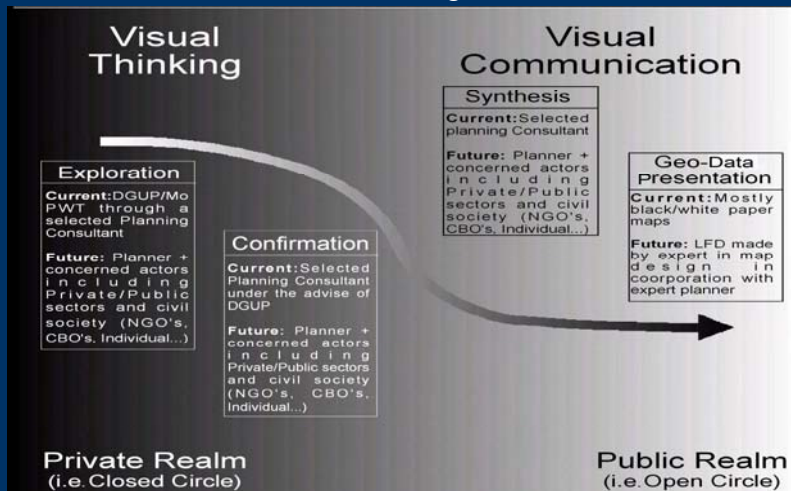 Visual
Thinking
Visual
Communication
Exploration
Current:DGUP/Mo
PWT through a
selected Planning
Consultant
Future: Planner +
concerned actors
including
Private/Public
sectors and civil
society (NGO's,
CBO's, Individual...)
Confirmation
Current:Selected
Planning Consultant
under the advise of
DGUP
Future: Planner +
concerned actors
including
Private/Public sectors
and civil society
(NGO's, CBO's,
Individual...)
Synthesis
Current:Selected
planning Consultant
Future: Planner +
concerned actors
including
Private/Public
sectors and civil
society (NGO's,
CBO's, Individual...)
Geo-Data
Presentation
Current:Mostly
black/white paper
maps
Future: LFD made
by expert in map
design in
coorporation with
expert planner
Private Realm
(i.e.Closed Circle)
Public Realm
(i.e.Open Circle)